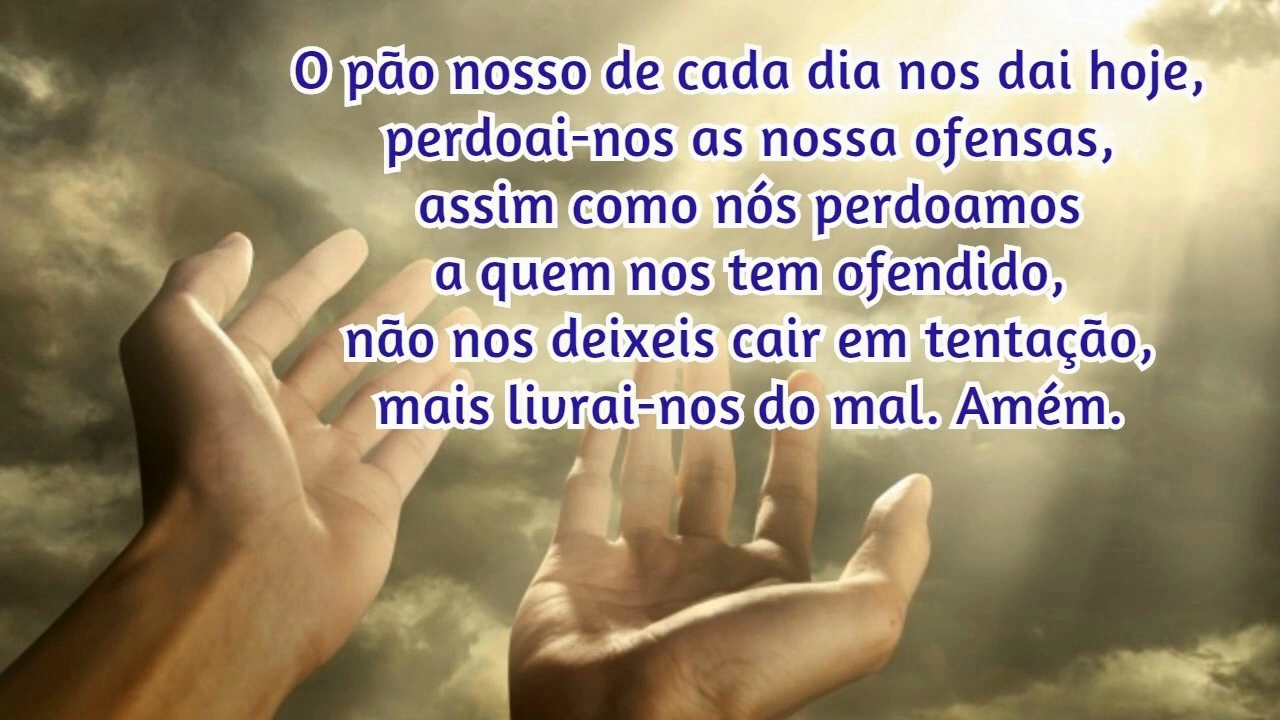 O pão nosso de cada dia nos dai hoje,
perdoai-nos as nossa ofensas,
assim como nós perdoamos
a quem nos tem ofendido,
não nos deixeis cair em tentação,
mais livrai-nos do mal. Amém.